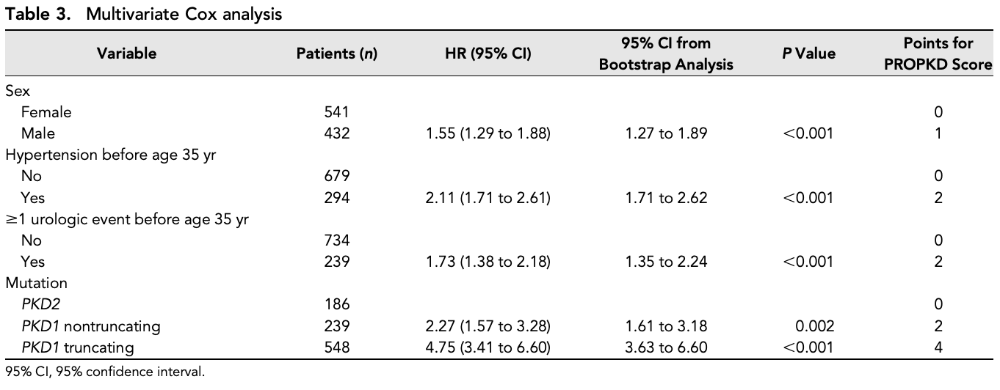 Table 3. Multivariate Cox analysis
Variable Patients (n) HR (95% CI) 95% CI from Bootstrap Analysis P Value Points for PROPKD Score
Sex
Female 541 0
Male 432 1.55 (1.29 to 1.88) 1.27 to 1.89 <0.001 1
Hypertension before age 35 yr
No 679 0
Yes 294 2.11 (1.71 to 2.61) 1.71 to 2.62 <0.001 2
≥1 urologic event before age 35 yr
No 734 0
Yes 239 1.73 (1.38 to 2.18) 1.35 to 2.24 <0.001 2
Mutation
PKD2 186 0
PKD1 nontruncating 239 2.27 (1.57 to 3.28) 1.61 to 3.18 0.002 2
PKD1 truncating 548 4.75 (3.41 to 6.60) 3.63 to 6.60 <0.001 4
95% CI, 95% confidence interval.